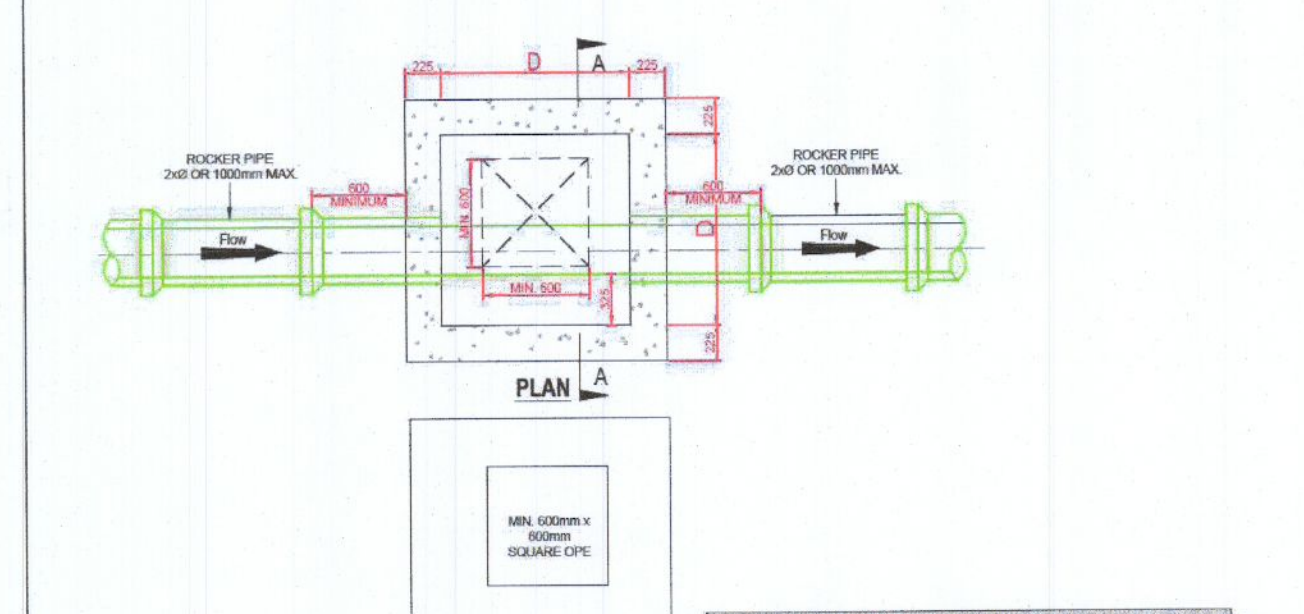 225
D
A
225
225
ROCKER PIPE
2xØ OR 1000mm MAX.
600
MINIMUM
Flow
MIN. 600
MIN. 600
325
600
MINIMUM
D
ROCKER PIPE
2xØ OR 1000mm MAX.
Flow
225
PLAN
A
MIN. 600mm x
600mm
SQUARE OPE